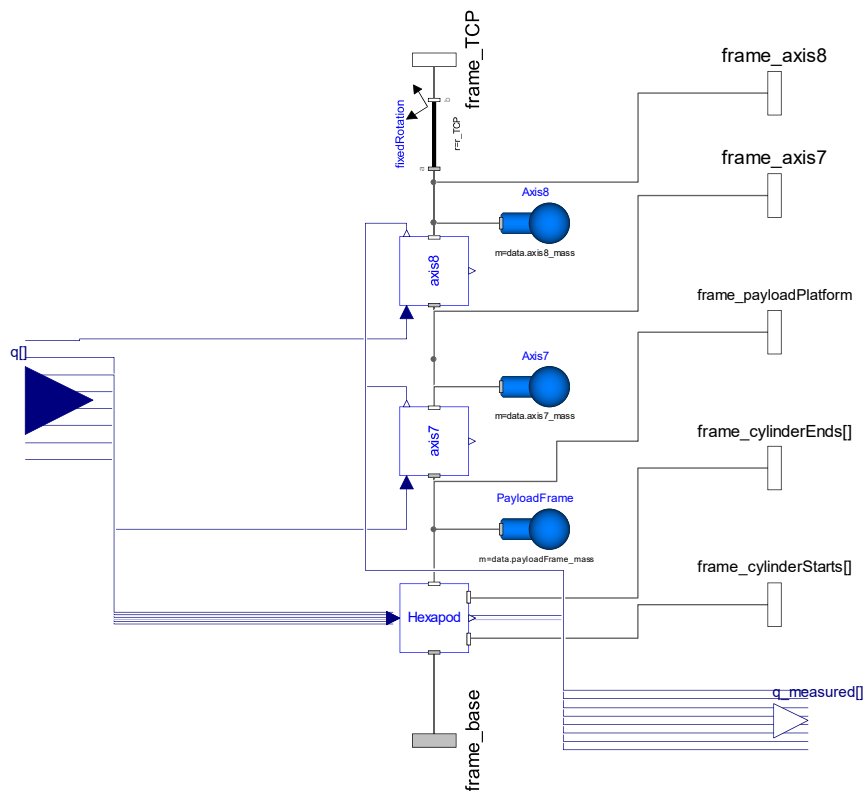 frame_TCP
frame_axis8
b
fixedRotation
r=r_TCP
a
frame_axis7
Axis8
m=data.axis8_mass
axis8
frame_payloadPlatform
q[]
Axis7
m=data.axis7_mass
axis7
frame_cylinderEnds[]
PayloadFrame
m=data.payloadFrame_mass
frame_cylinderStarts[]
Hexapod
q_measured[]
frame_base